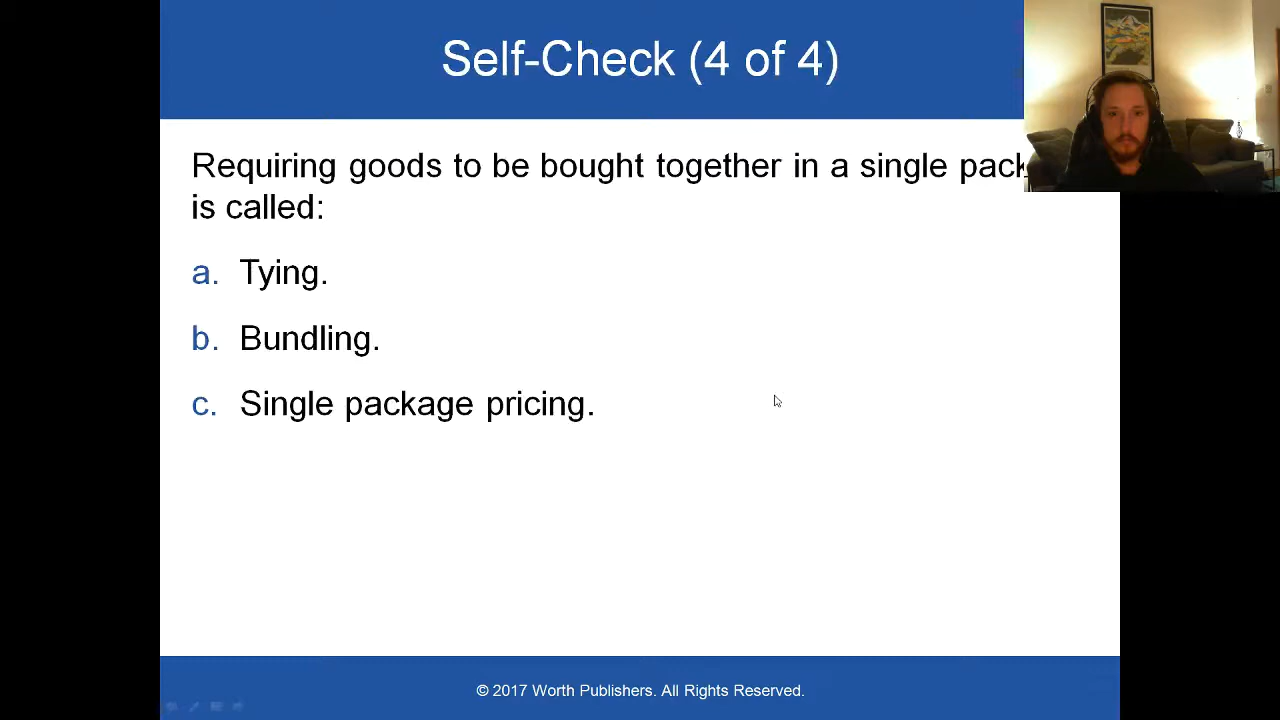 Self-Check (4 of 4)
Requiring goods to be bought together in a single
is called:
a. Tying.
b. Bundling.
c. Single package pricing.
© 2017 Worth Publishers. All Rights Reserved.